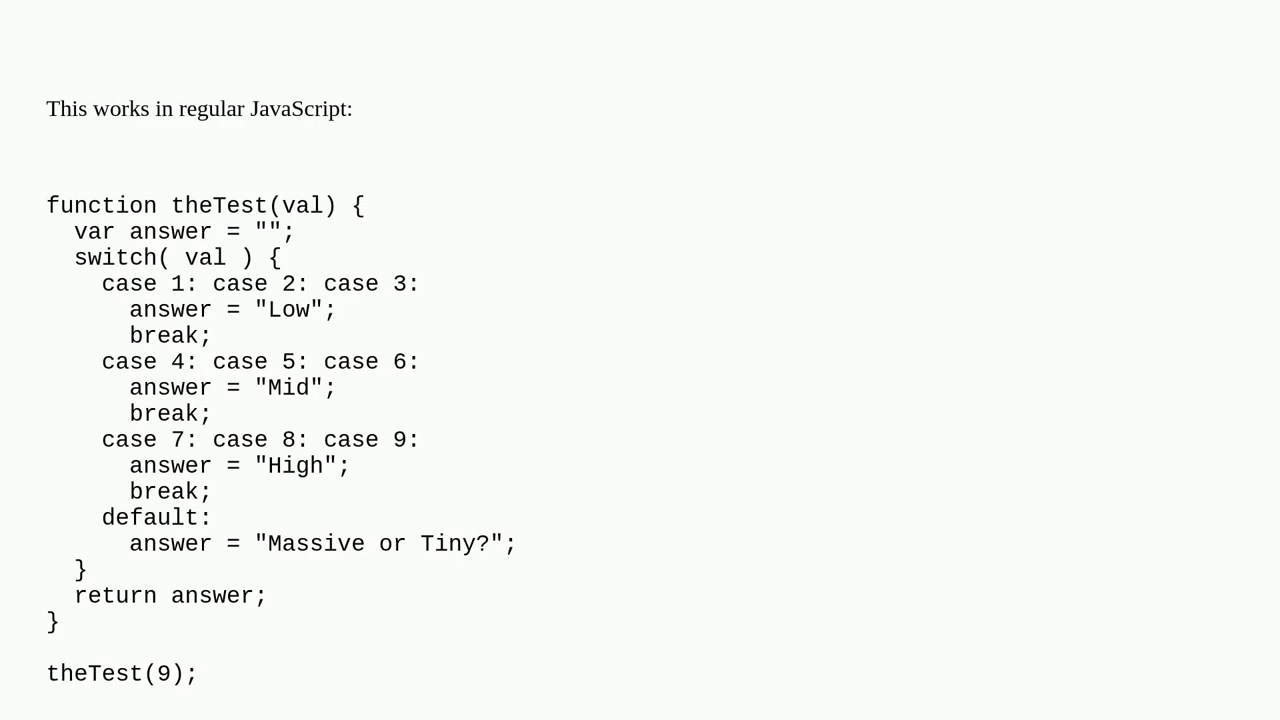 This works in regular JavaScript:
function theTest(val) {
  var answer = "";
  switch( val ) {
    case 1: case 2: case 3:
      answer = "Low";
      break;
    case 4: case 5: case 6:
      answer = "Mid";
      break;
    case 7: case 8: case 9:
      answer = "High";
      break;
    default:
      answer = "Massive or Tiny?";
  }
  return answer;
}
theTest(9);